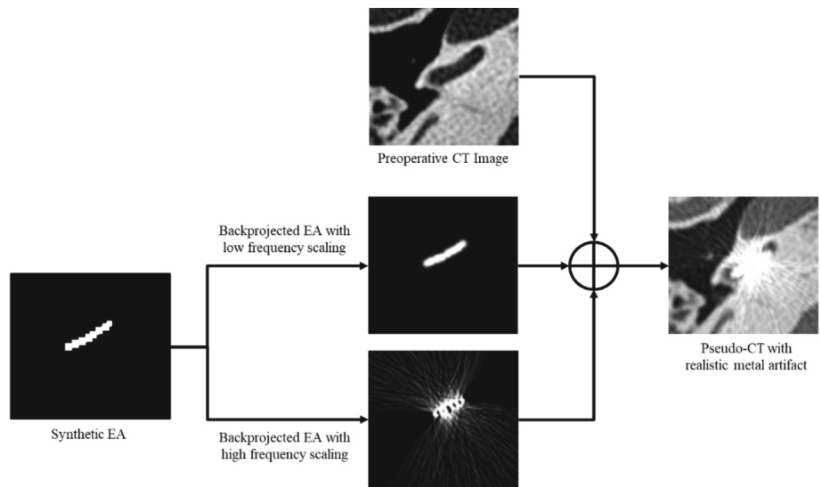 Preoperative CT Image
Backprojected EA with
low frequency scaling
Synthetic EA
Backprojected EA with
high frequency scaling
Pseudo-CT with
realistic metal artifact